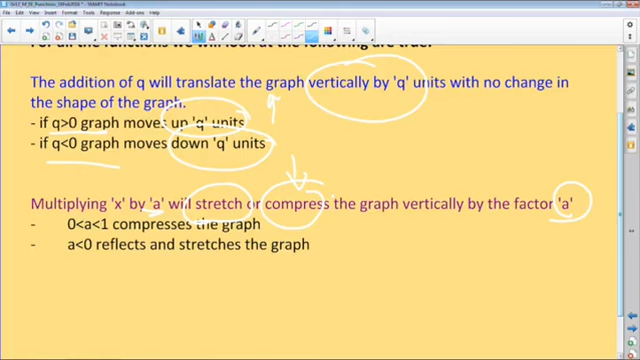 Gr11_M_08_Functions_18Feb2014 * - SMART Notebook
File Edit View Insert Format Tools Add-ons Help
For all the functions we will look at the following are true:
The addition of q will translate the graph vertically by 'q' units with no change in
the shape of the graph.
q
- if q>0 graph moves up 'q' units
- if q<0 graph moves down 'q' units
Multiplying 'x' by 'a' will stretch or compress the graph vertically by the factor 'a'
- 0<a<1 compresses the graph
- a<0 reflects and stretches the graph